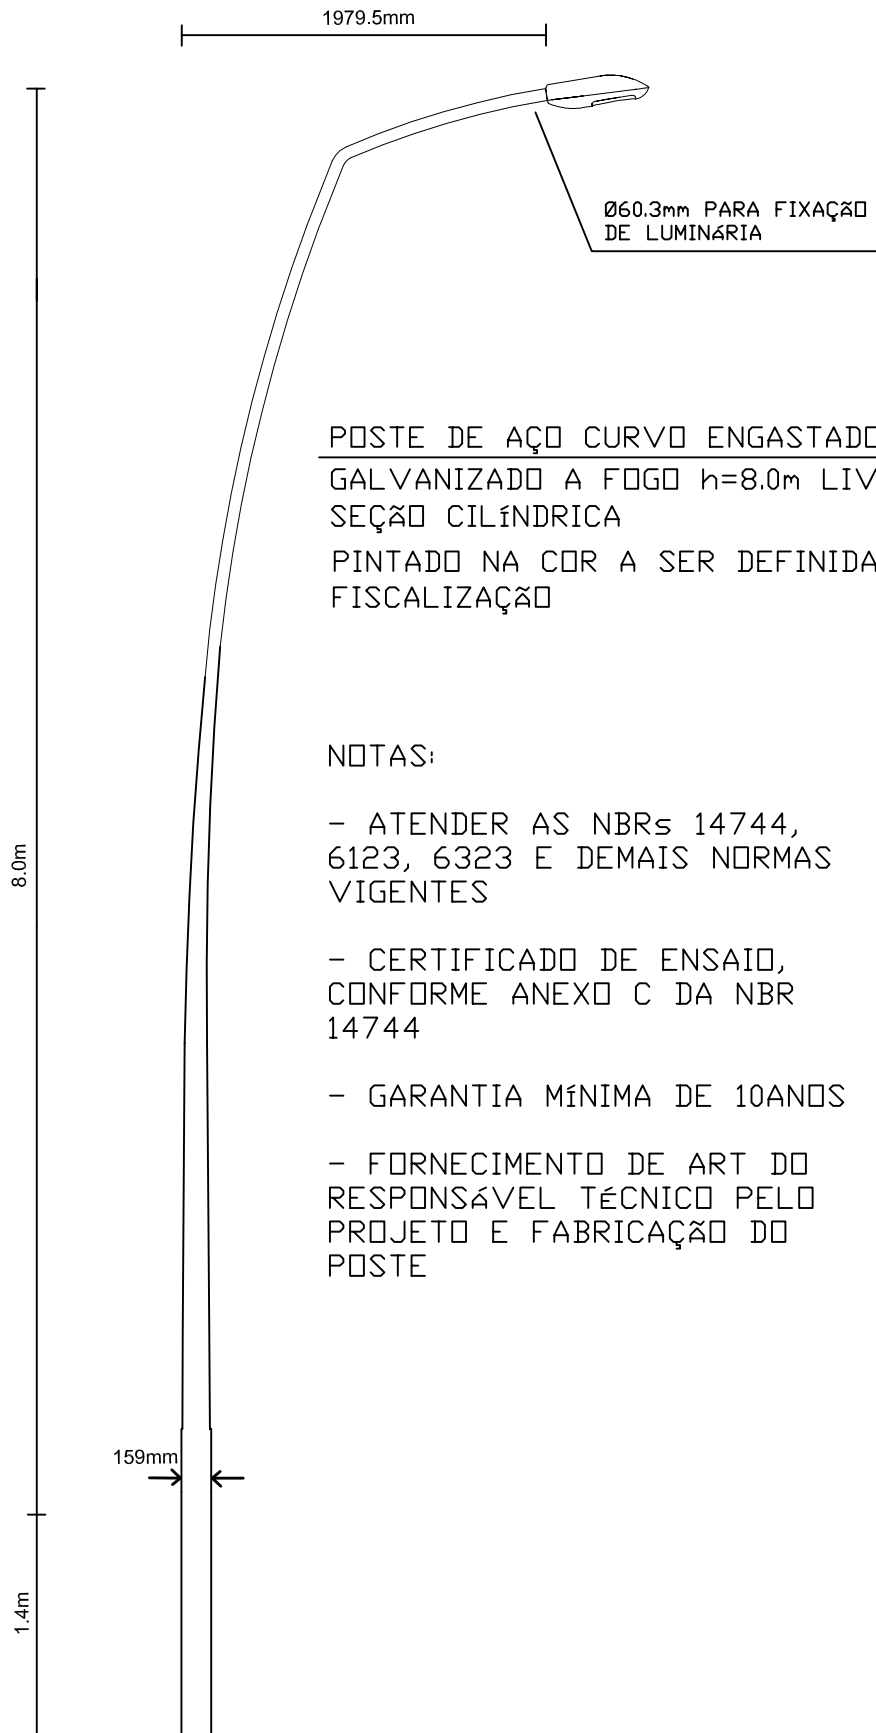 1979.5mm
Ø60.3mm PARA FIXAÇÃO
DE LUMINÁRIA
POSTE DE AÇO CURVO ENGASTADO
GALVANIZADO A FOGO h=8.0m LIV
SEÇÃO CILÍNDRICA
PINTADO NA COR A SER DEFINIDA
FISCALIZAÇÃO
NOTAS:
- ATENDER AS NBRs 14744,
6123, 6323 E DEMAIS NORMAS
VIGENTES
8.0m
- CERTIFICADO DE ENSAIO,
CONFORME ANEXO C DA NBR
14744
- GARANTIA MÍNIMA DE 10ANOS
- FORNECIMENTO DE ART DO
RESPONSÁVEL TÉCNICO PELO
PROJETO E FABRICAÇÃO DO
POSTE
159mm
1.4m